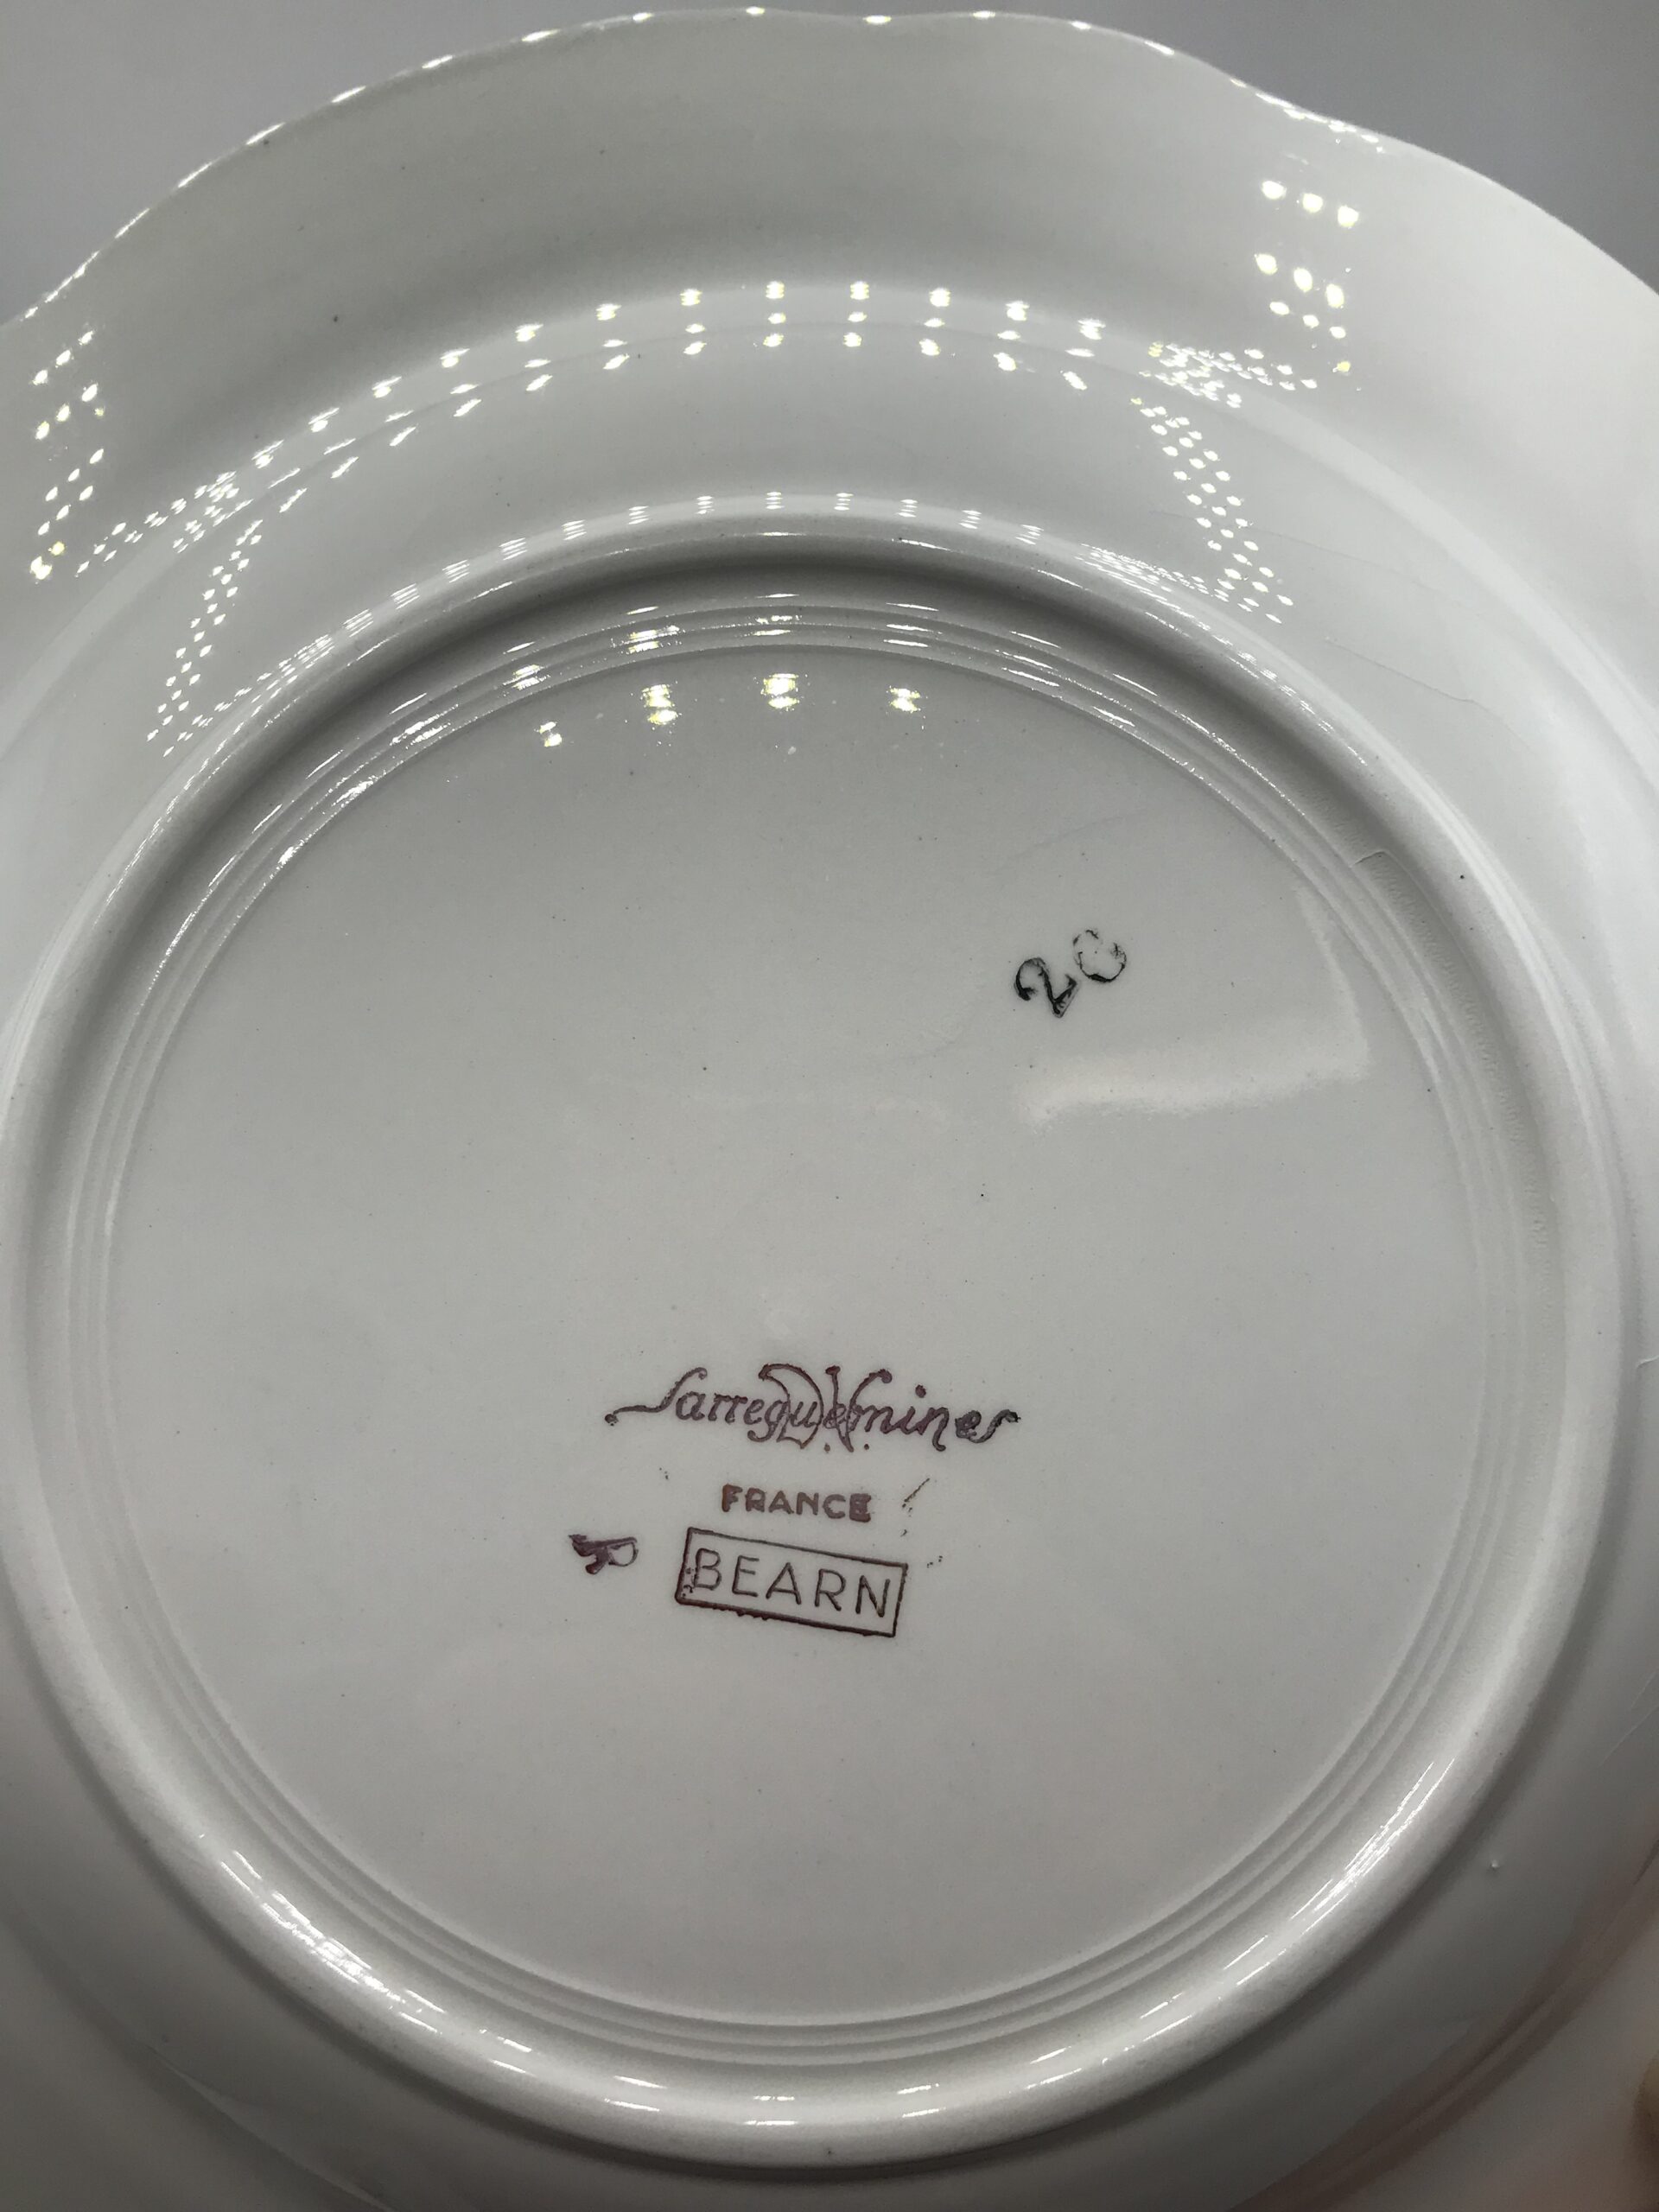 20
Sarreguemines
D.V.
FRANCE
BEARN